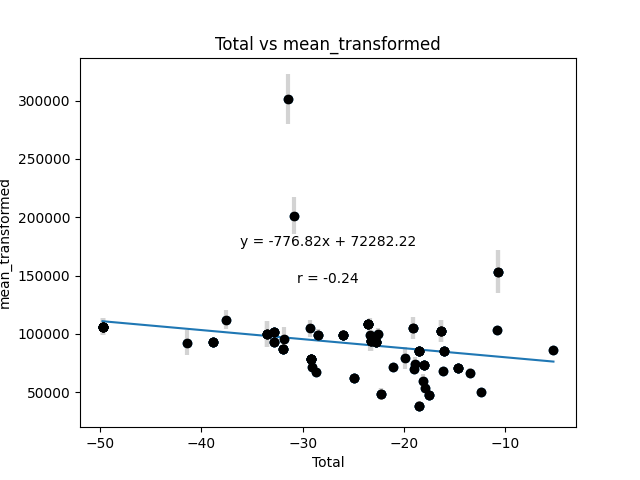 Total vs mean_transformed
300000
250000
200000
150000
100000
50000
mean_transformed
y = -776.82x + 72282.22
r = -0.24
−50
−40
−30
−20
−10
Total